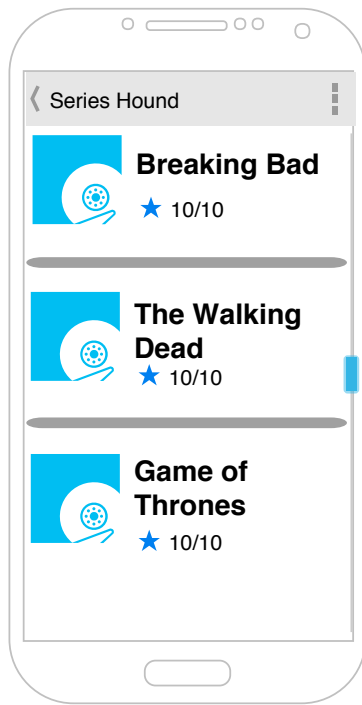 Series Hound
Breaking Bad
10/10
The Walking
Dead
10/10
Game of
Thrones
10/10